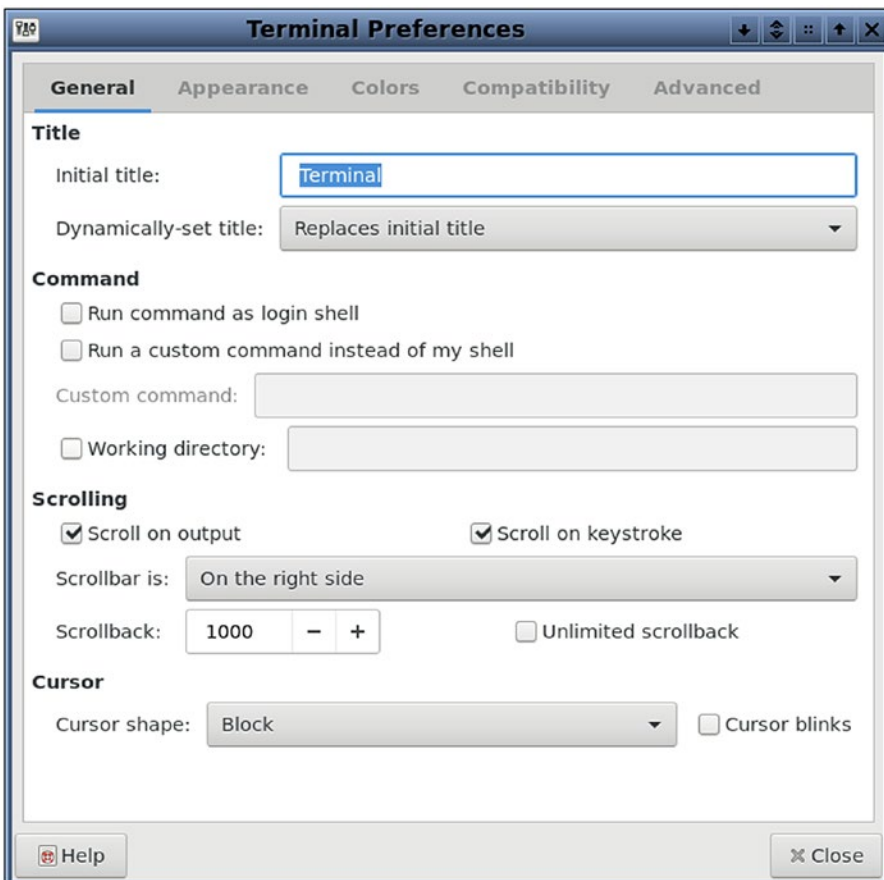 Terminal Preferences
General Appearance Colors Compatibility Advanced
Title
Initial title: Terminal
Dynamically-set title: Replaces initial title
Command
Run command as login shell
Run a custom command instead of my shell
Custom command:
Working directory:
Scrolling
Scroll on output Scroll on keystroke
Scrollbar is: On the right side
Scrollback: 1000 − + Unlimited scrollback
Cursor
Cursor shape: Block Cursor blinks
Help Close